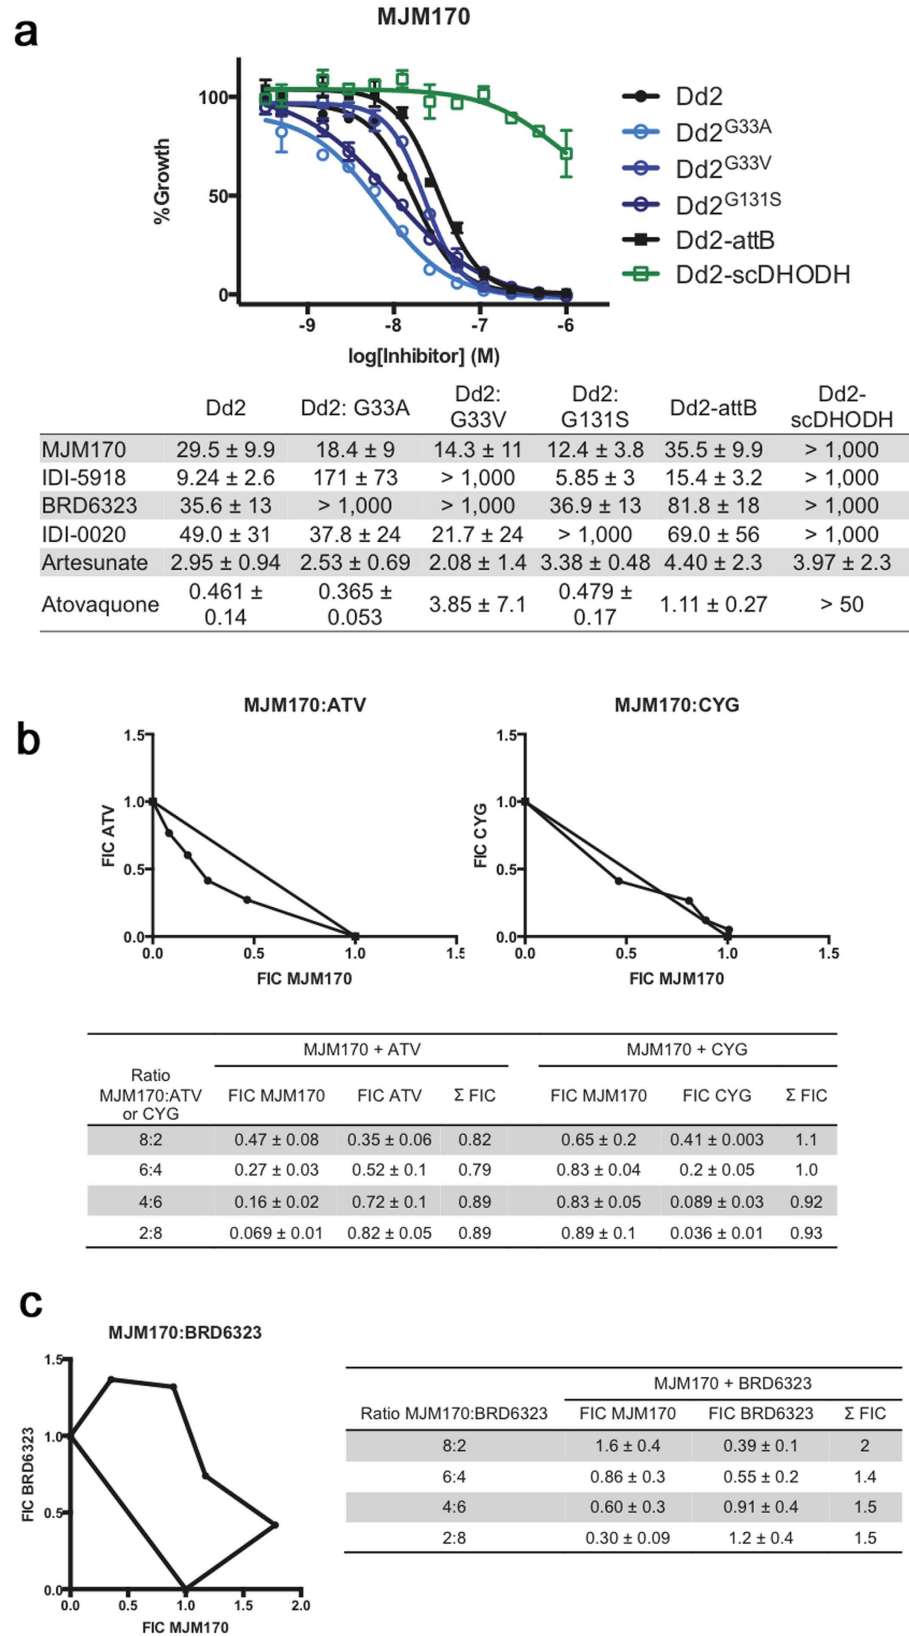 a
MJM170
100
50
0
%Growth
-9 -8 -7 -6
log[Inhibitor] (M)
Dd2
Dd2G33A
Dd2G33V
Dd2G131S
Dd2-attB
Dd2-scDHODH
Dd2 Dd2: G33A Dd2: G33V Dd2: G131S Dd2-attB Dd2-scDHODH
MJM170 29.5 ± 9.9 18.4 ± 9 14.3 ± 11 12.4 ± 3.8 35.5 ± 9.9 > 1,000
IDI-5918 9.24 ± 2.6 171 ± 73 > 1,000 5.85 ± 3 15.4 ± 3.2 > 1,000
BRD6323 35.6 ± 13 > 1,000 > 1,000 36.9 ± 13 81.8 ± 18 > 1,000
IDI-0020 49.0 ± 31 37.8 ± 24 21.7 ± 24 > 1,000 69.0 ± 56 > 1,000
Artesunate 2.95 ± 0.94 2.53 ± 0.69 2.08 ± 1.4 3.38 ± 0.48 4.40 ± 2.3 3.97 ± 2.3
Atovaquone 0.461 ± 0.14 0.365 ± 0.053 3.85 ± 7.1 0.479 ± 0.17 1.11 ± 0.27 > 50
b
MJM170:ATV
1.5
1.0
0.5
0.0
FIC ATV
0.0 0.5 1.0 1.5
FIC MJM170
MJM170:CYG
1.5
1.0
0.5
0.0
FIC CYG
0.0 0.5 1.0 1.5
FIC MJM170
MJM170 + ATV MJM170 + CYG
Ratio
MJM170:ATV
or CYG
FIC MJM170 FIC ATV Σ FIC FIC MJM170 FIC CYG Σ FIC
8:2 0.47 ± 0.08 0.35 ± 0.06 0.82 0.65 ± 0.2 0.41 ± 0.003 1.1
6:4 0.27 ± 0.03 0.52 ± 0.1 0.79 0.83 ± 0.04 0.2 ± 0.05 1.0
4:6 0.16 ± 0.02 0.72 ± 0.1 0.89 0.83 ± 0.05 0.089 ± 0.03 0.92
2:8 0.069 ± 0.01 0.82 ± 0.05 0.89 0.89 ± 0.1 0.036 ± 0.01 0.93
c
MJM170:BRD6323
1.5
1.0
0.5
0.0
FIC BRD6323
0.0 0.5 1.0 1.5 2.0
FIC MJM170
MJM170 + BRD6323
Ratio MJM170:BRD6323 FIC MJM170 FIC BRD6323 Σ FIC
8:2 1.6 ± 0.4 0.39 ± 0.1 2
6:4 0.86 ± 0.3 0.55 ± 0.2 1.4
4:6 0.60 ± 0.3 0.91 ± 0.4 1.5
2:8 0.30 ± 0.09 1.2 ± 0.4 1.5